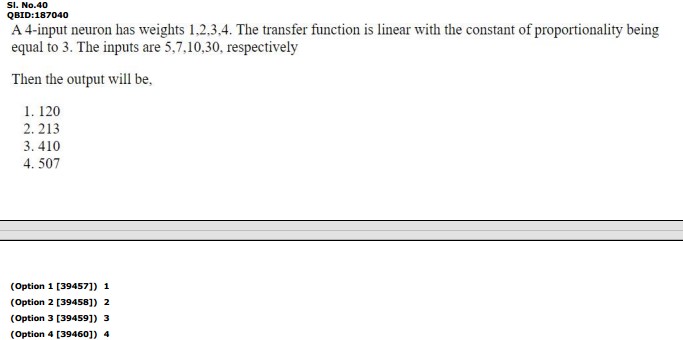 Sl. No.40
QBID:187040
A 4-input neuron has weights 1,2,3,4. The transfer function is linear with the constant of proportionality being
equal to 3. The inputs are 5,7,10,30, respectively
Then the output will be,
1. 120
2. 213
3. 410
4. 507
(Option 1 [39457]) 1
(Option 2 [39458]) 2
(Option 3 [39459]) 3
(Option 4 [39460]) 4